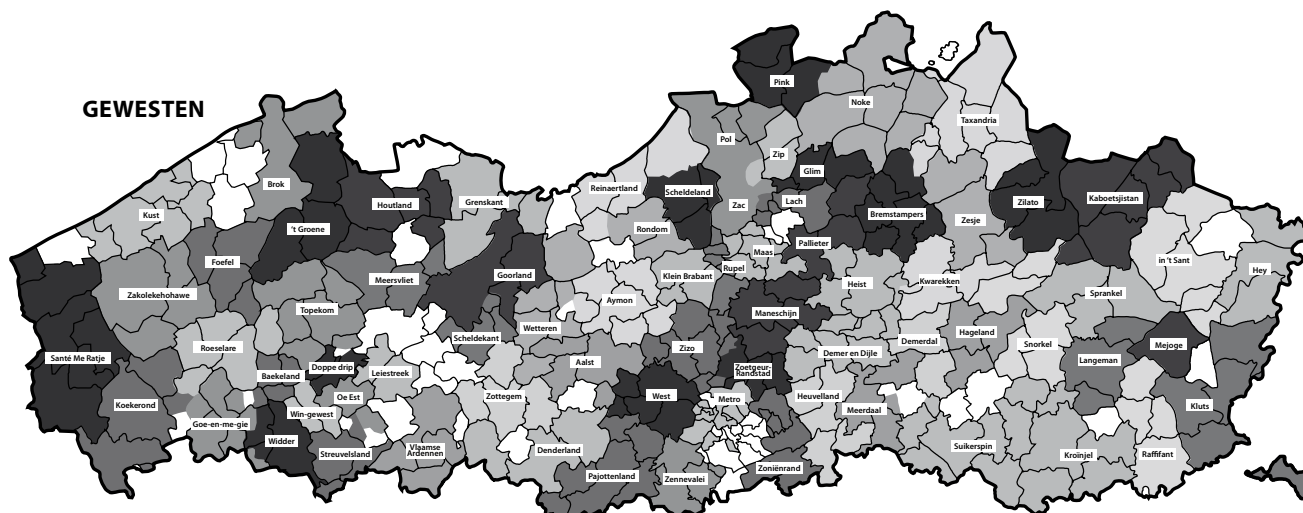 GEWESTEN
Pink
Noke
Taxandria
Pol
Zip
Glim
Brok
Reinaertland
Scheldeland
Kust
Houtland
Grenskant
Zac
Lach
Bremstampers
Zesje
Zilato
Kaboetsjistan
't Groene
Rondom
Pallieter
Maas
Foefel
Meersvliet
Goorland
Klein Brabant
Rupel
Heist
Kwarekken
in 't Sant
Hey
Zakolekehohawe
Topekom
Aymon
Maneschijn
Sprankel
Wetteren
Scheldekant
Hageland
Demerdal
Snorkel
Mejoge
Santé Me Ratje
Roeselare
Doppe drip
Leiestreek
Aalst
Zizo
Zoetgeur-
Randstad
Demer en Dijle
Langeman
Koekerond
Baekeland
Oe Est
Zottegem
West
Metro
Heuvelland
Meerdaal
Kluts
Goe-en-me-gie
Win-gewest
Widder
Streuvelsland
Vlaamse
Ardennen
Denderland
Pajottenland
Zennevalei
Zoniënrand
Suikerspin
Kroinjel
Raffifant